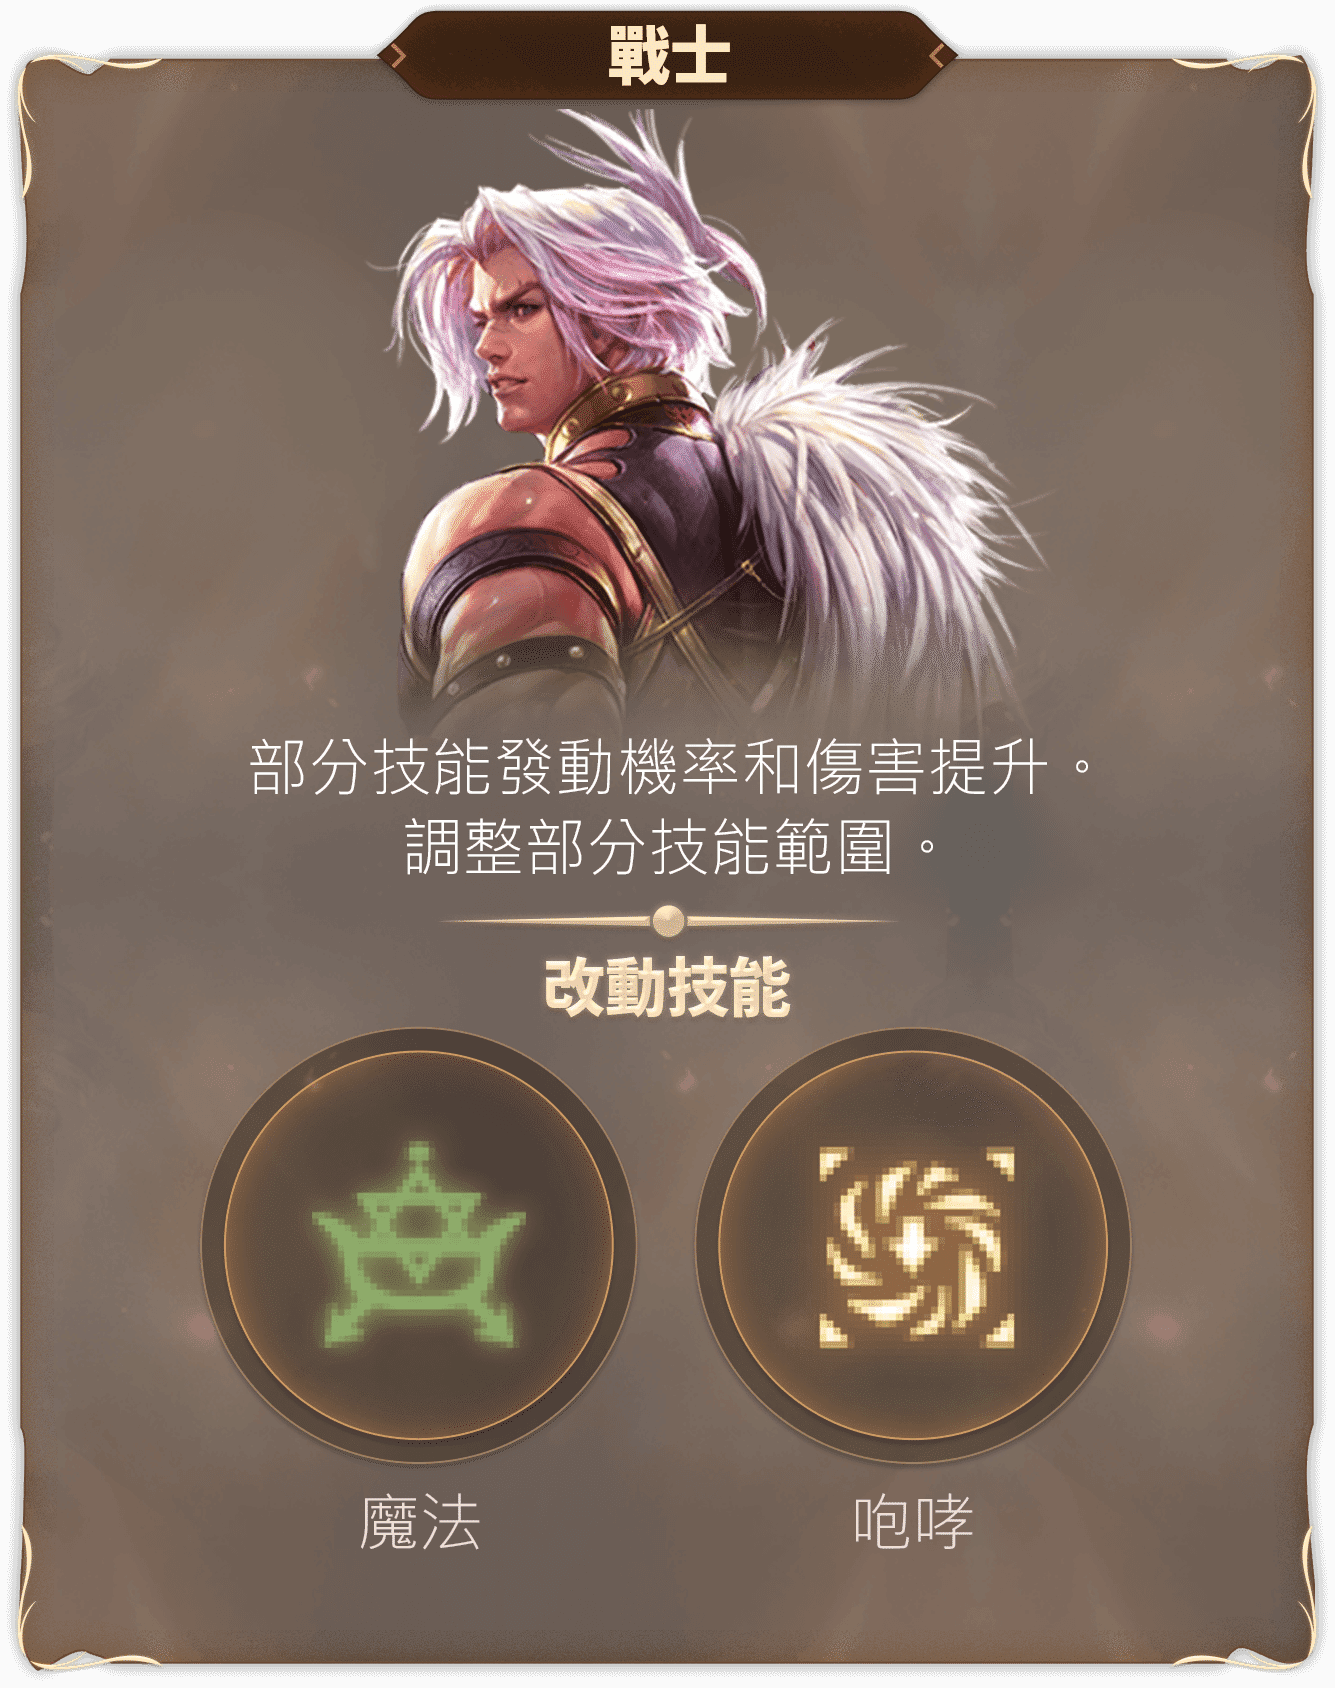 戰士
部分技能發動機率和傷害提升。
調整部分技能範圍。
改動技能
魔法
咆哮